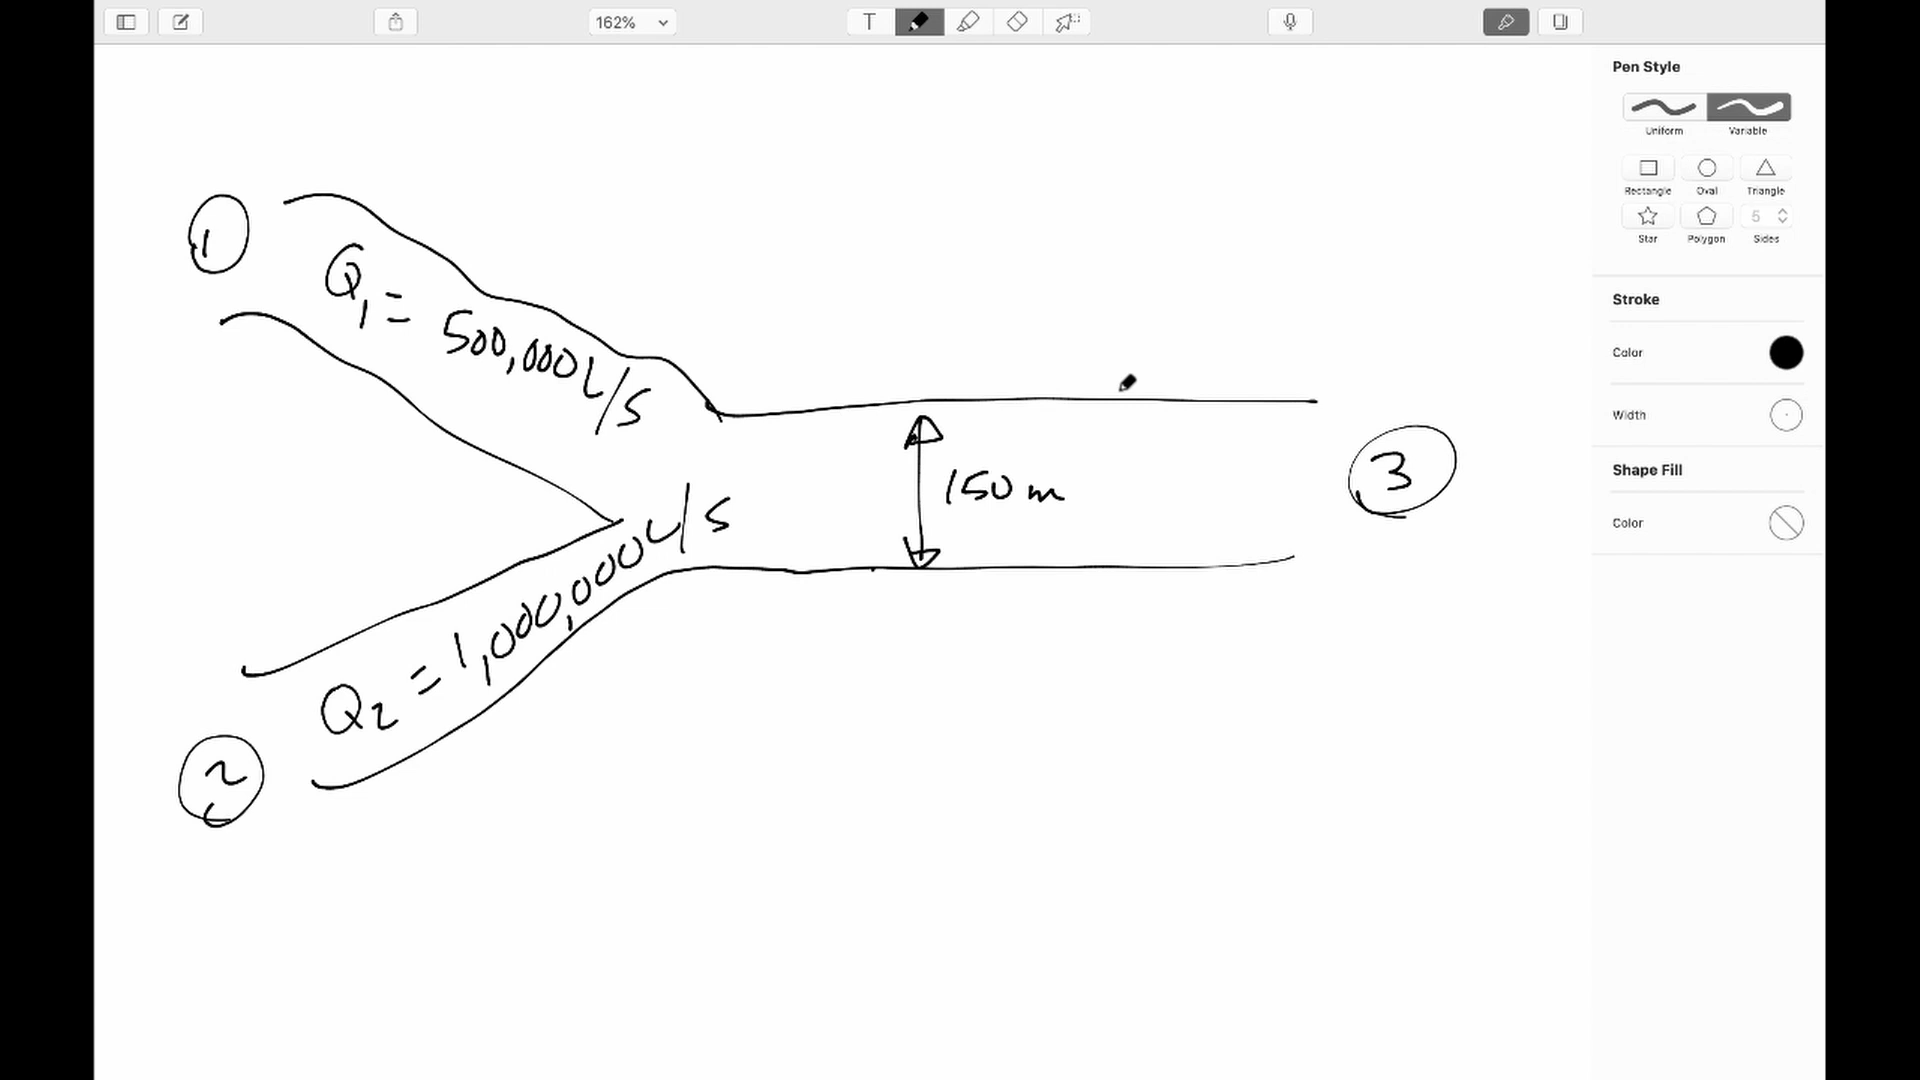 162%
T
Pen Style
Uniform Variable
Rectangle Oval Triangle
5
Star Polygon Sides
Stroke
Color
Width
Shape Fill
Color
1
Q₁ = 500,000 L/S
150 m
3
Q₂ = 1,000,000 L/S
2